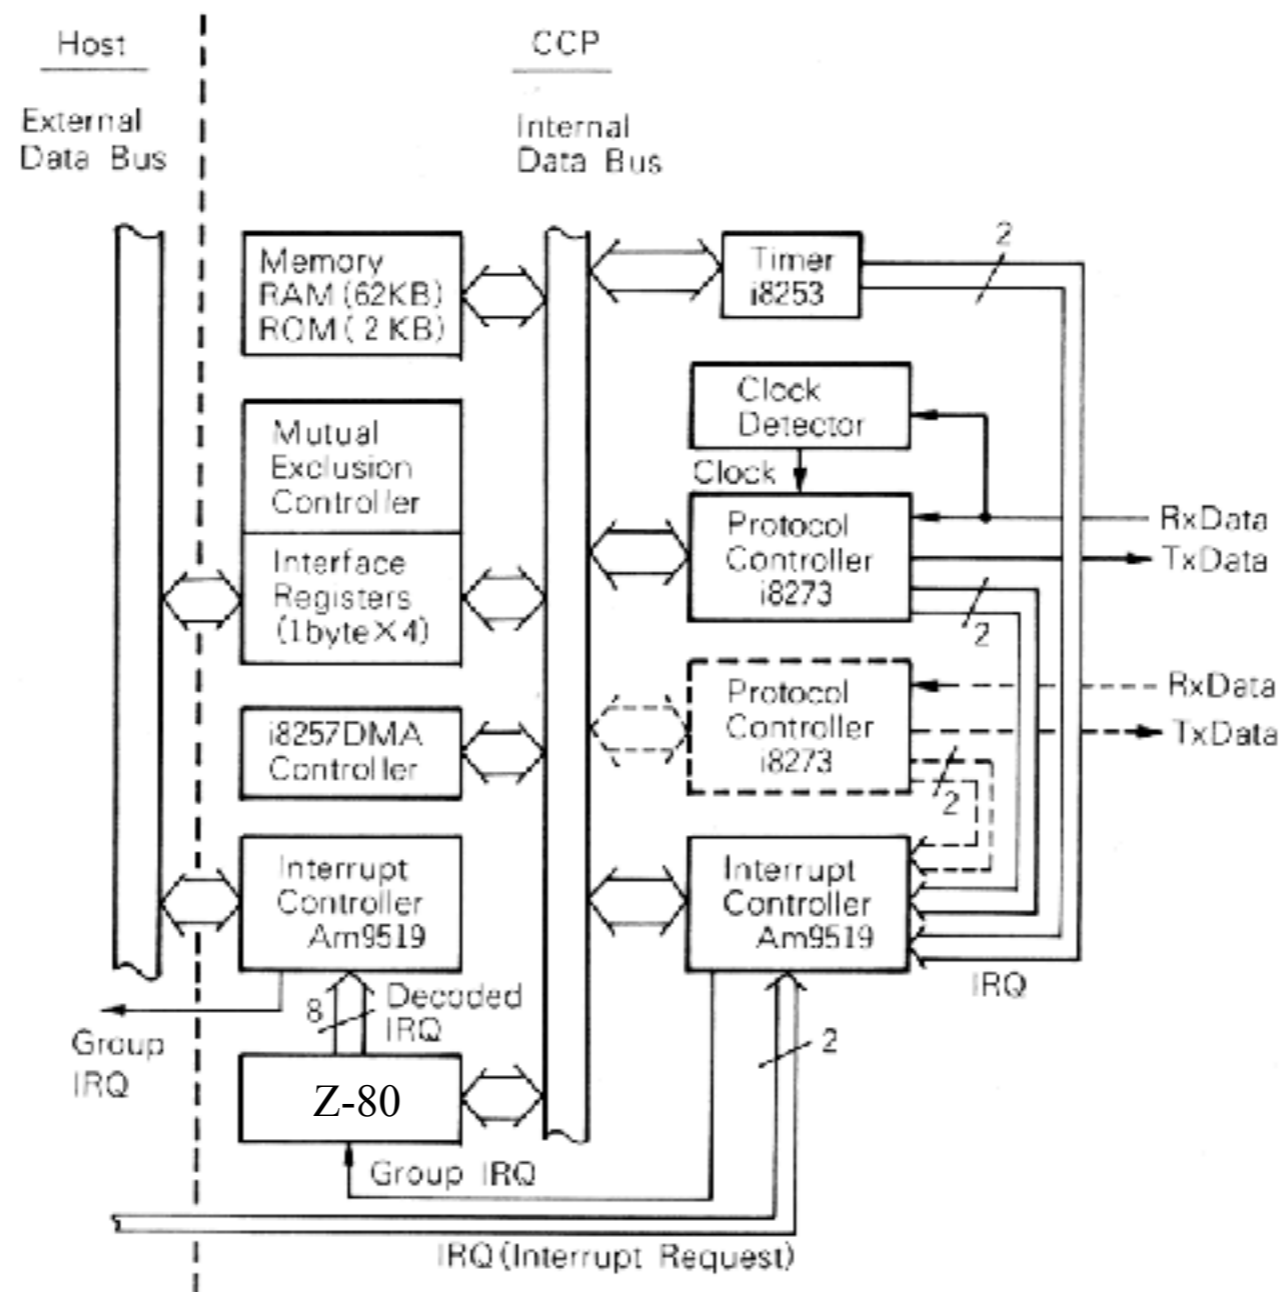 Host
CCP
External
Data Bus
Internal
Data Bus
Memory
RAM (62KB)
ROM ( 2 KB)
Timer
i8253
2
Clock
Detector
Mutual
Exclusion
Controller
Clock
Protocol
Controller
i8273
RxData
TxData
2
Interface
Registers
(1byte×4)
Protocol
Controller
i8273
RxData
TxData
2
i8257DMA
Controller
Interrupt
Controller
Am9519
Interrupt
Controller
Am9519
IRQ
Group
IRQ
8
Decoded
IRQ
2
Z-80
Group IRQ
IRQ (Interrupt Request)